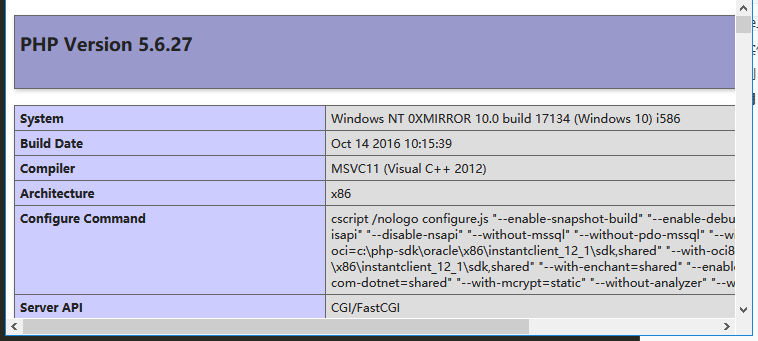 PHP Version 5.6.27
System Windows NT 0XMIRROR 10.0 build 17134 (Windows 10) i586
Build Date Oct 14 2016 10:15:39
Compiler MSVC11 (Visual C++ 2012)
Architecture x86
Configure Command cscript /nologo configure.js "--enable-snapshot-build" "--enable-debu
isapi" "--disable-nsapi" "--without-mssql" "--without-pdo-mssql" "--wi
oci=c:\php-sdk\oracle\x86\instantclient_12_1\sdk,shared" "--with-oci8
\x86\instantclient_12_1\sdk,shared" "--with-enchant=shared" "--enabl
com-dotnet=shared" "--with-mcrypt=static" "--without-analyzer" "--w
Server API CGI/FastCGI